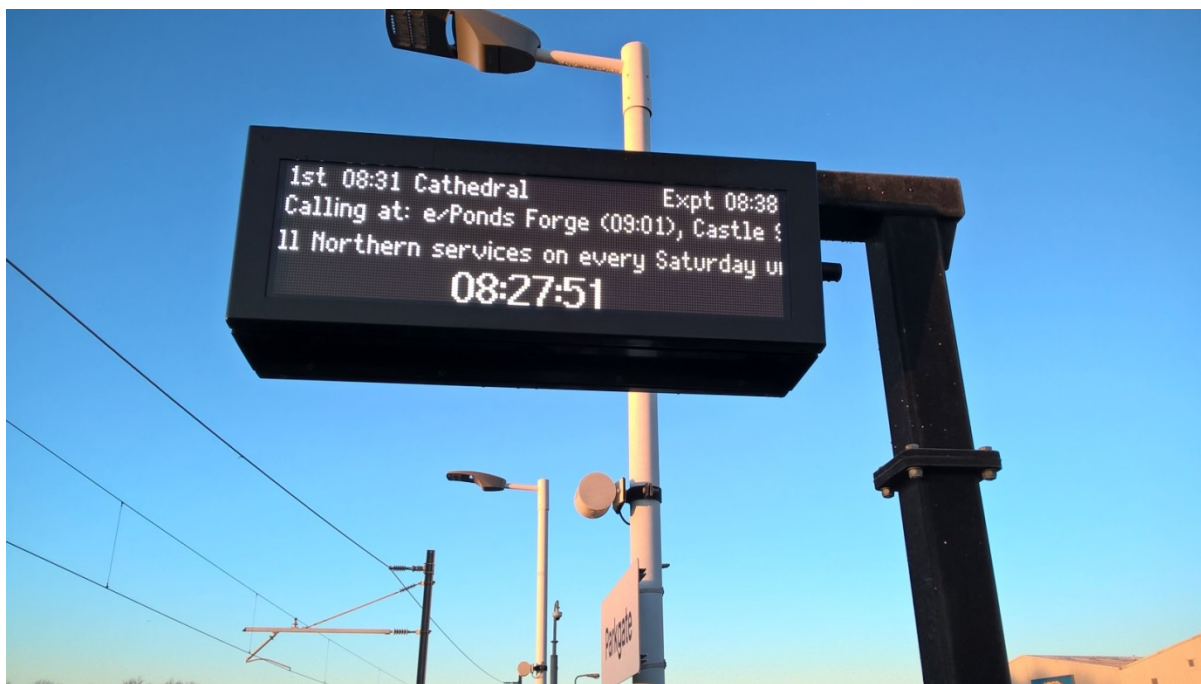 1st 08:31 Cathedral Expt 08:38
Calling at: e/Ponds Forge (09:01), Castle S
ll Northern services on every Saturday un
08:27:51
Parkgate